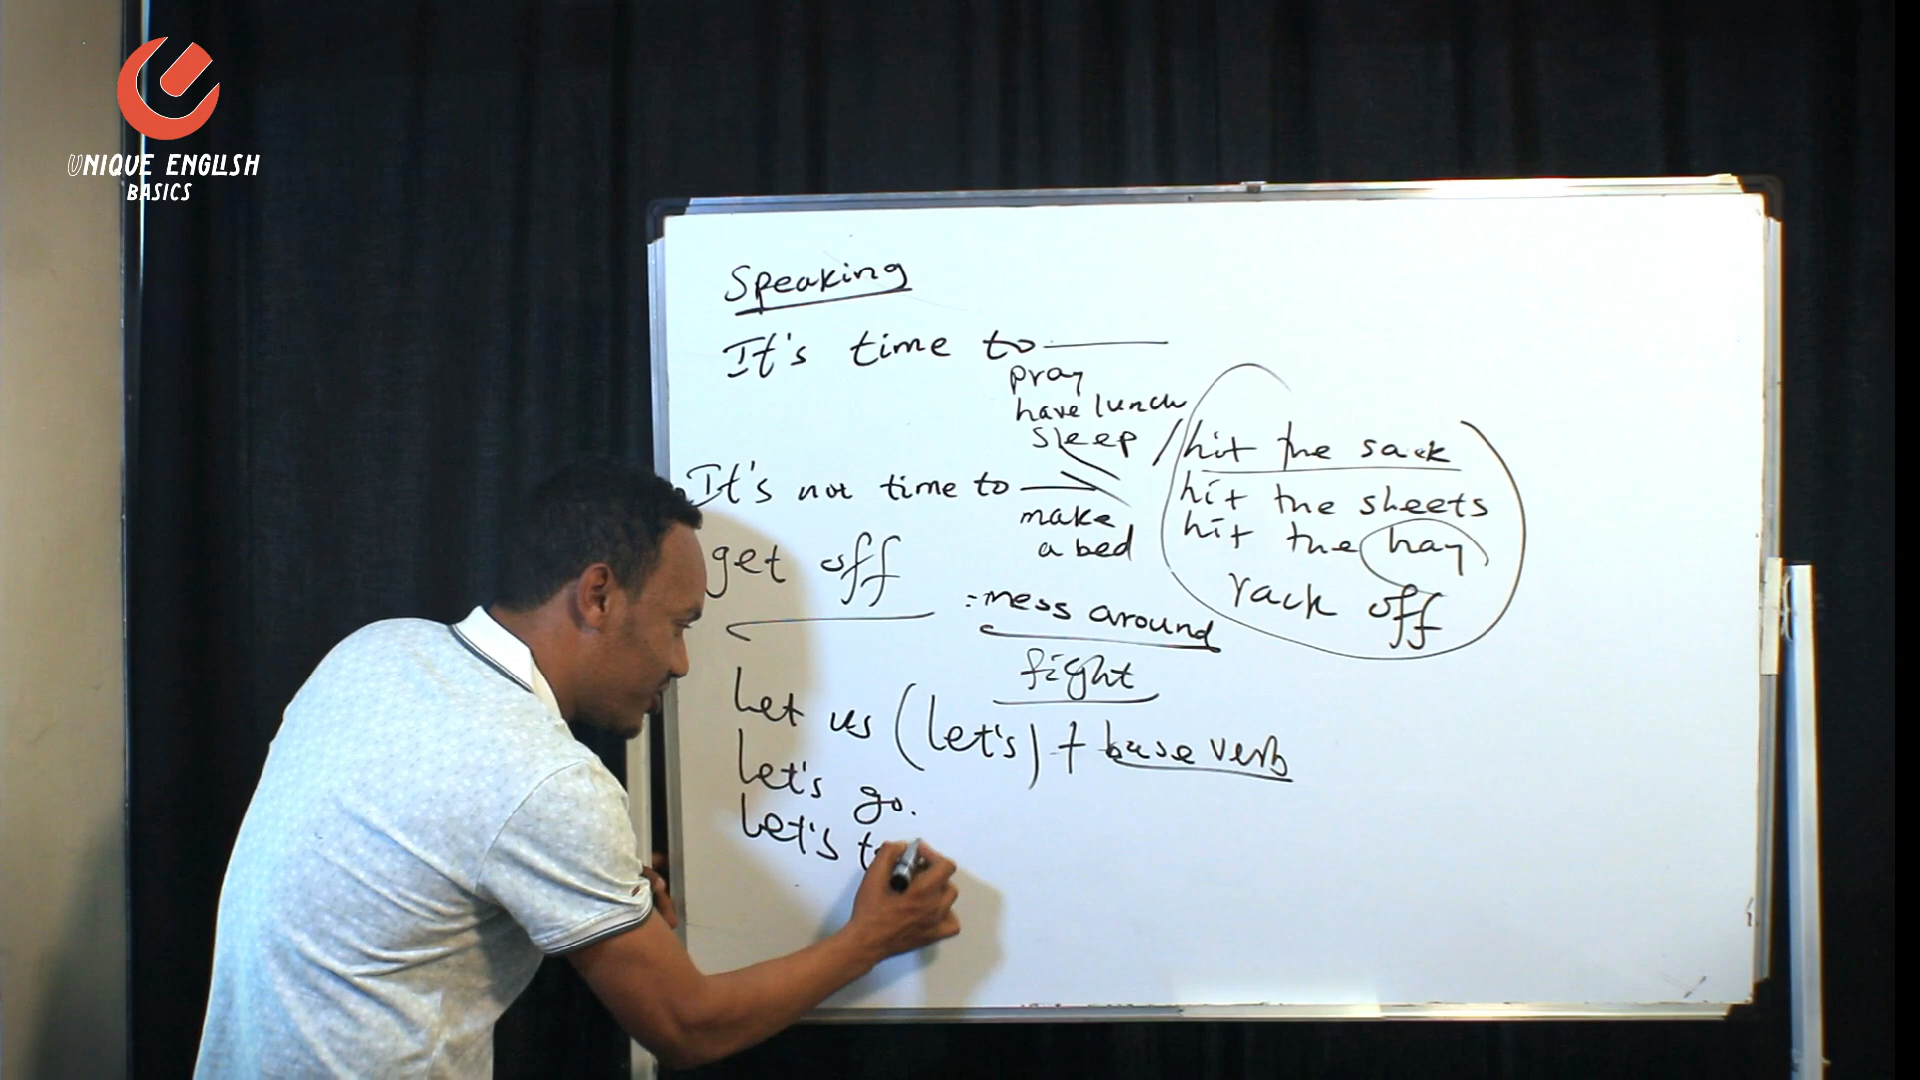 UNIQUE ENGLISH
BASICS
Speaking
It's time to
pray
have lunch
sleep / hit the sack
hit the sheets
hit the hay
rack off
It's not time to
make
a bed
get off
: mess around
fight
Let us (let's) + base verb
Let's go.
Let's